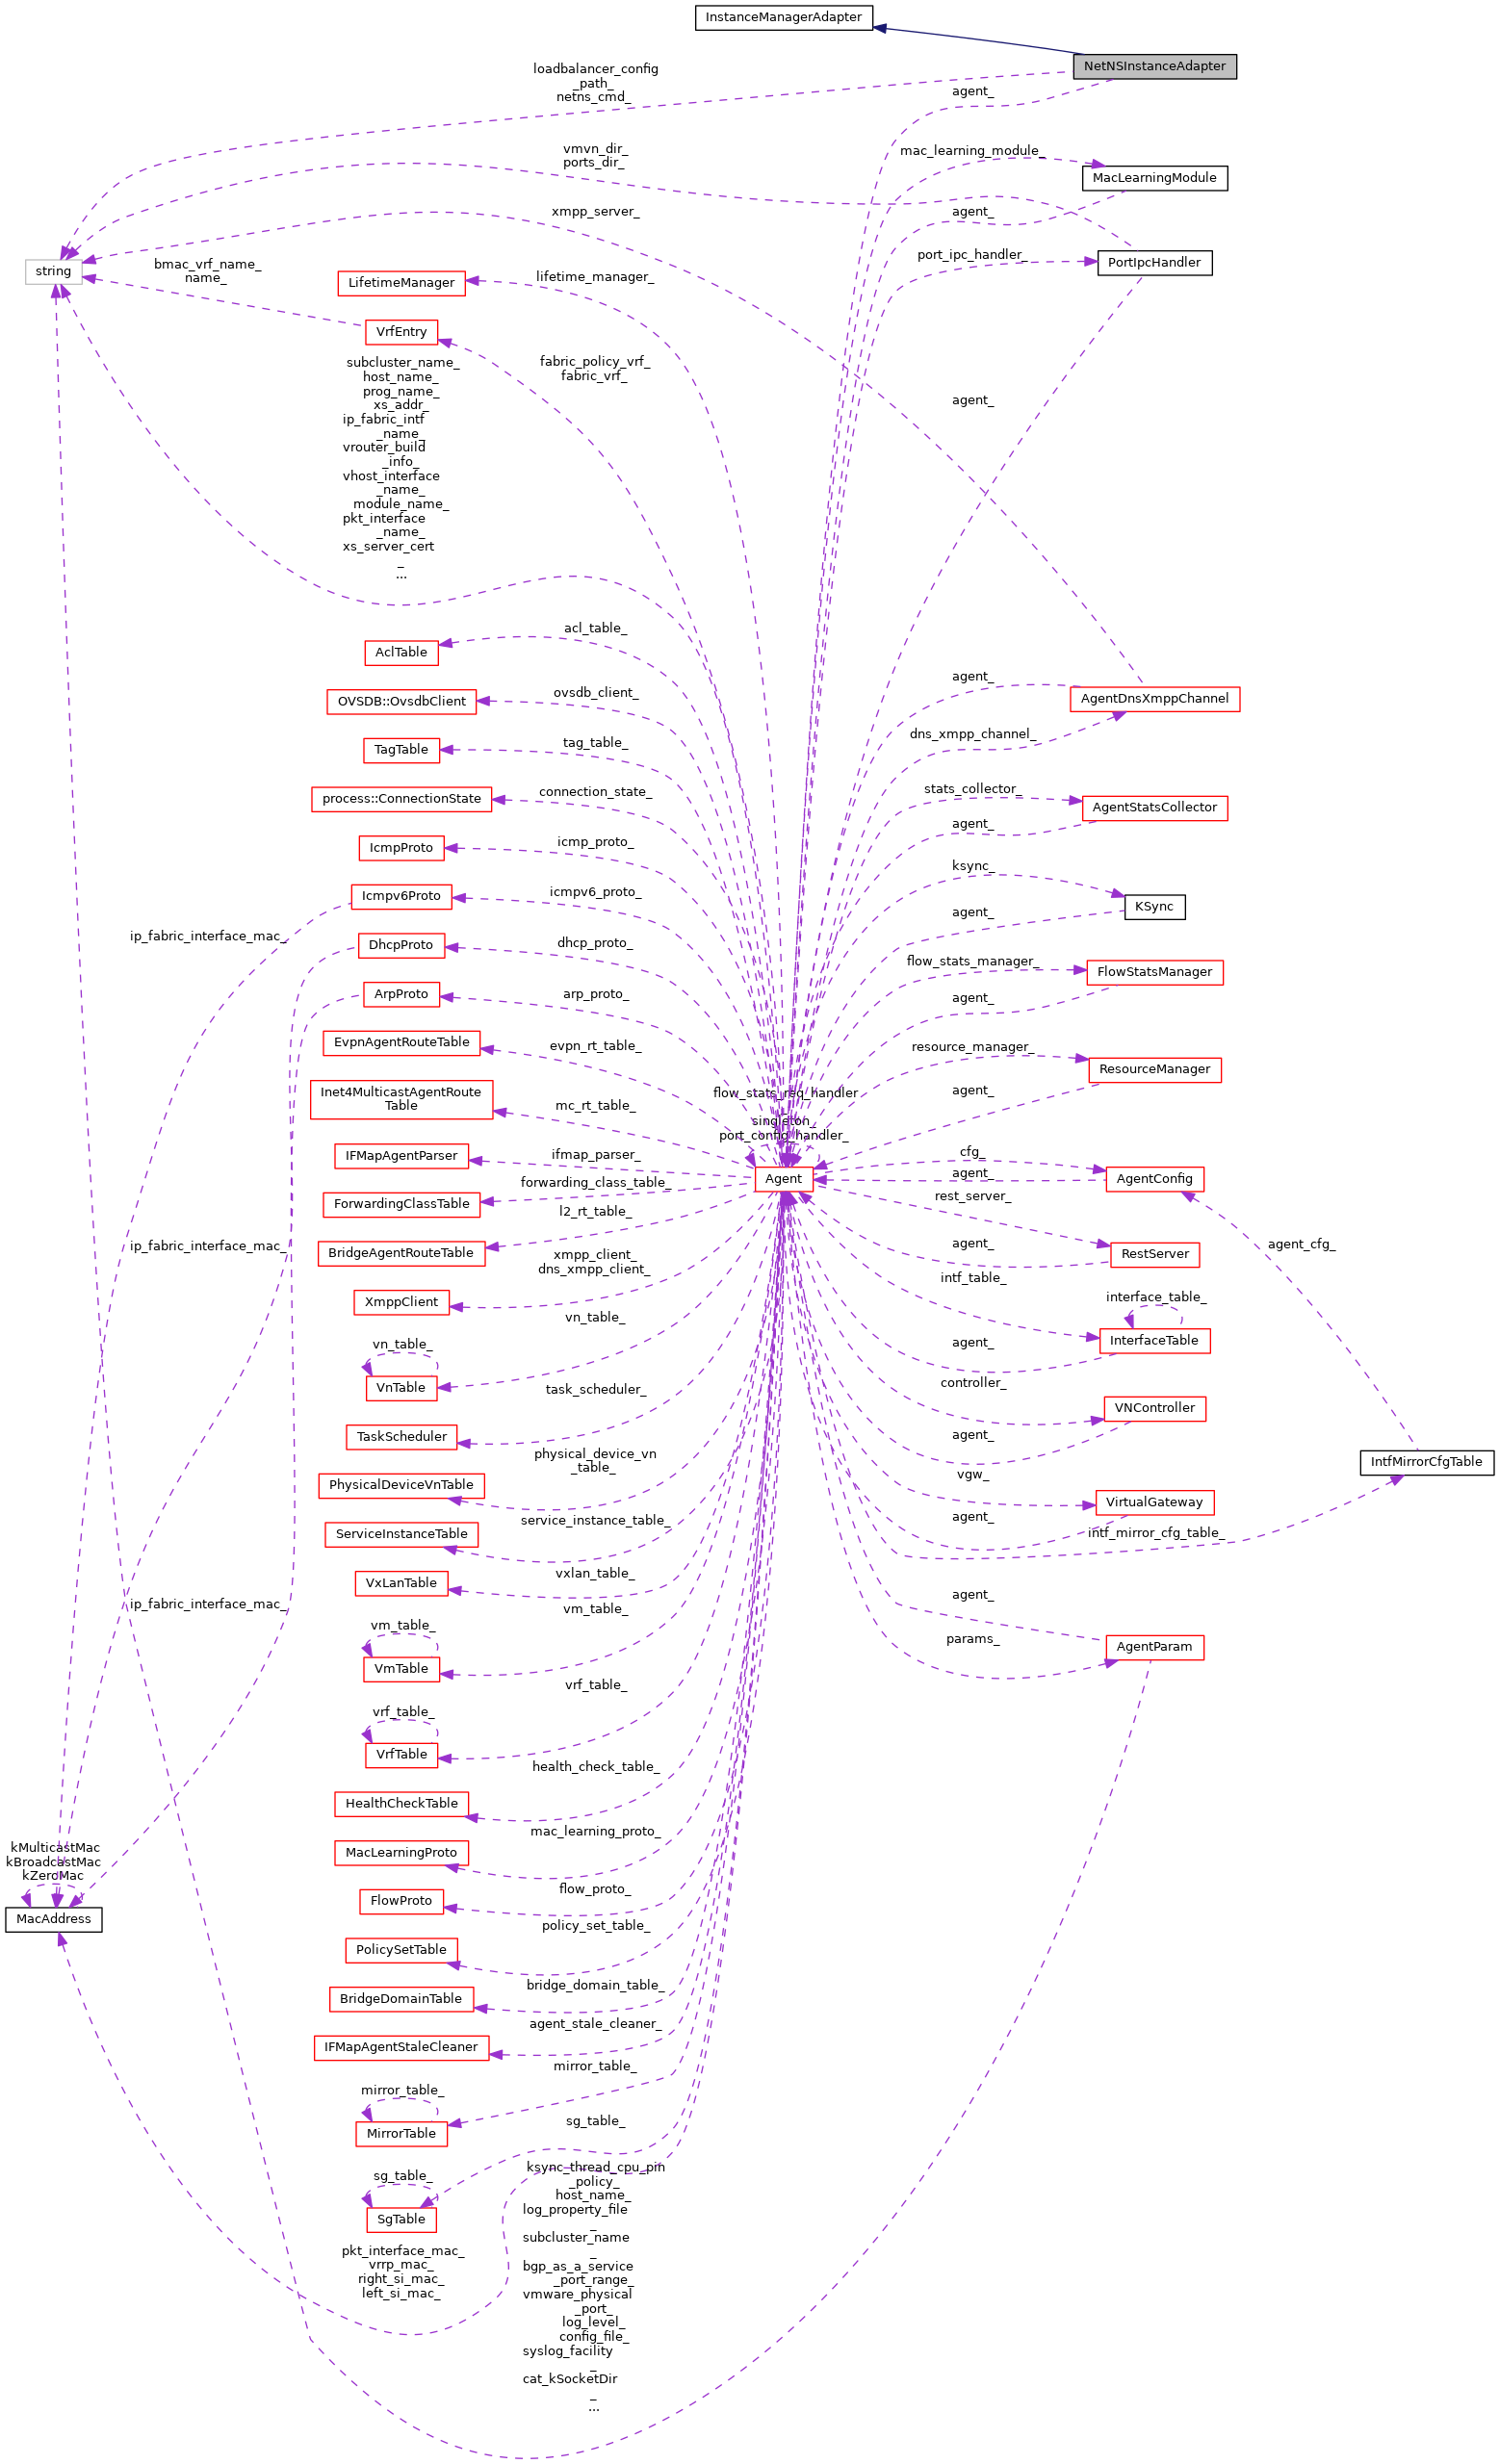 InstanceManagerAdapter
NetNSInstanceAdapter
loadbalancer_config
_path_
netns_cmd_
agent_
vmvn_dir_
ports_dir_
mac_learning_module_
MacLearningModule
xmpp_server_
agent_
string
bmac_vrf_name_
name_
port_ipc_handler_
PortIpcHandler
LifetimeManager
lifetime_manager_
VrfEntry
fabric_policy_vrf_
fabric_vrf_
subcluster_name_
host_name_
prog_name_
xs_addr_
ip_fabric_intf
_name_
vrouter_build
_info_
vhost_interface
_name_
module_name_
pkt_interface
_name_
xs_server_cert
_
...
agent_
AclTable
acl_table_
OVSDB::OvsdbClient
ovsdb_client_
agent_
AgentDnsXmppChannel
TagTable
tag_table_
dns_xmpp_channel_
process::ConnectionState
connection_state_
stats_collector_
AgentStatsCollector
agent_
IcmpProto
icmp_proto_
ksync_
KSync
Icmpv6Proto
icmpv6_proto_
agent_
ip_fabric_interface_mac_
DhcpProto
dhcp_proto_
flow_stats_manager_
FlowStatsManager
ArpProto
arp_proto_
agent_
EvpnAgentRouteTable
evpn_rt_table_
resource_manager_
ResourceManager
Inet4MulticastAgentRoute
Table
mc_rt_table_
flow_stats_req_handler
_
singleton_
port_config_handler_
agent_
IFMapAgentParser
ifmap_parser_
cfg_
Agent
agent_
AgentConfig
ForwardingClassTable
forwarding_class_table_
rest_server_
BridgeAgentRouteTable
l2_rt_table_
agent_
RestServer
ip_fabric_interface_mac_
agent_cfg_
xmpp_client_
dns_xmpp_client_
intf_table_
XmppClient
interface_table_
InterfaceTable
vn_table_
vn_table_
agent_
VnTable
controller_
VNController
task_scheduler_
TaskScheduler
agent_
IntfMirrorCfgTable
physical_device_vn
_table_
PhysicalDeviceVnTable
vgw_
VirtualGateway
service_instance_table_
ServiceInstanceTable
agent_
intf_mirror_cfg_table_
vxlan_table_
VxLanTable
ip_fabric_interface_mac_
agent_
vm_table_
vm_table_
VmTable
params_
AgentParam
vrf_table_
vrf_table_
VrfTable
health_check_table_
HealthCheckTable
mac_learning_proto_
MacLearningProto
kMulticastMac
kBroadcastMac
kZeroMac
MacAddress
flow_proto_
FlowProto
policy_set_table_
PolicySetTable
bridge_domain_table_
BridgeDomainTable
agent_stale_cleaner_
IFMapAgentStaleCleaner
mirror_table_
mirror_table_
MirrorTable
sg_table_
sg_table_
SgTable
pkt_interface_mac_
vrrp_mac_
right_si_mac_
left_si_mac_
ksync_thread_cpu_pin
_policy_
host_name_
log_property_file
_
subcluster_name
_
bgp_as_a_service
_port_range_
vmware_physical
_port_
log_level_
config_file_
syslog_facility
_
cat_kSocketDir
_
...